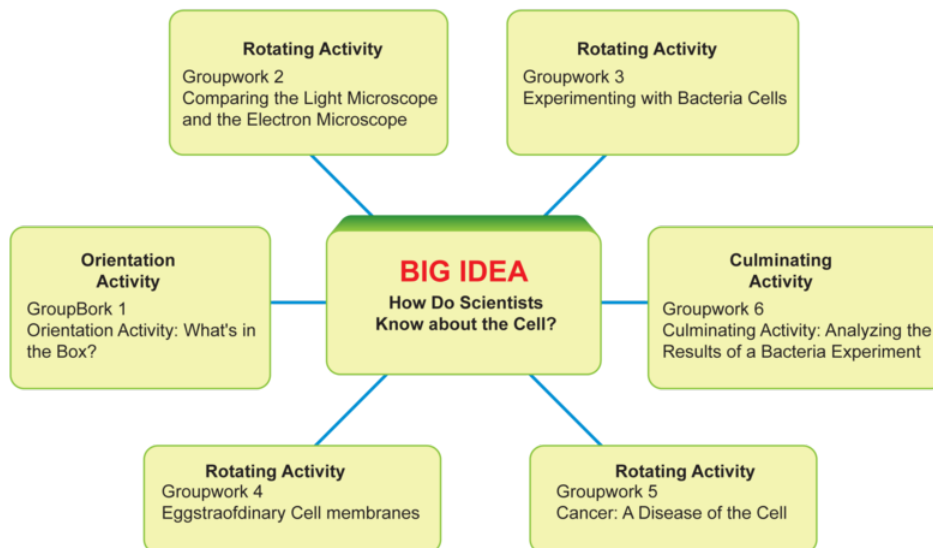 Rotating Activity
Groupwork 2
Comparing the Light Microscope
and the Electron Microscope
Rotating Activity
Groupwork 3
Experimenting with Bacteria Cells
Orientation
Activity
GroupBork 1
Orientation Activity: What's in
the Box?
BIG IDEA
How Do Scientists
Know about the Cell?
Culminating
Activity
Groupwork 6
Culminating Activity: Analyzing the
Results of a Bacteria Experiment
Rotating Activity
Groupwork 4
Eggstraofdinary Cell membranes
Rotating Activity
Groupwork 5
Cancer: A Disease of the Cell